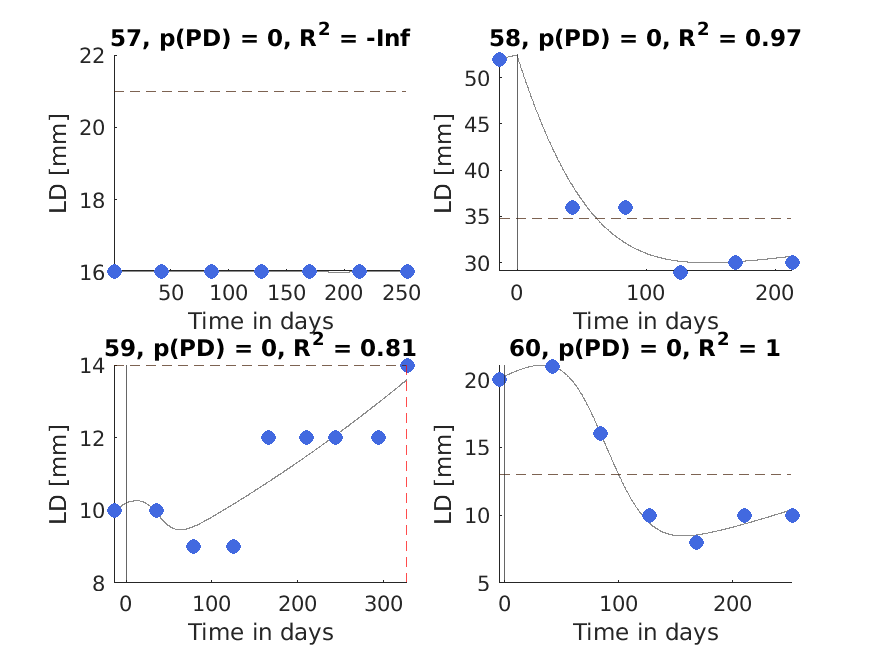 57, p(PD) = 0, R² = -Inf
22
20
18
16
LD [mm]
50 100 150 200 250
Time in days
58, p(PD) = 0, R² = 0.97
50
45
40
35
30
LD [mm]
0 100 200
Time in days
59, p(PD) = 0, R² = 0.81
14
12
10
8
LD [mm]
0 100 200 300
Time in days
60, p(PD) = 0, R² = 1
20
15
10
5
LD [mm]
0 100 200
Time in days